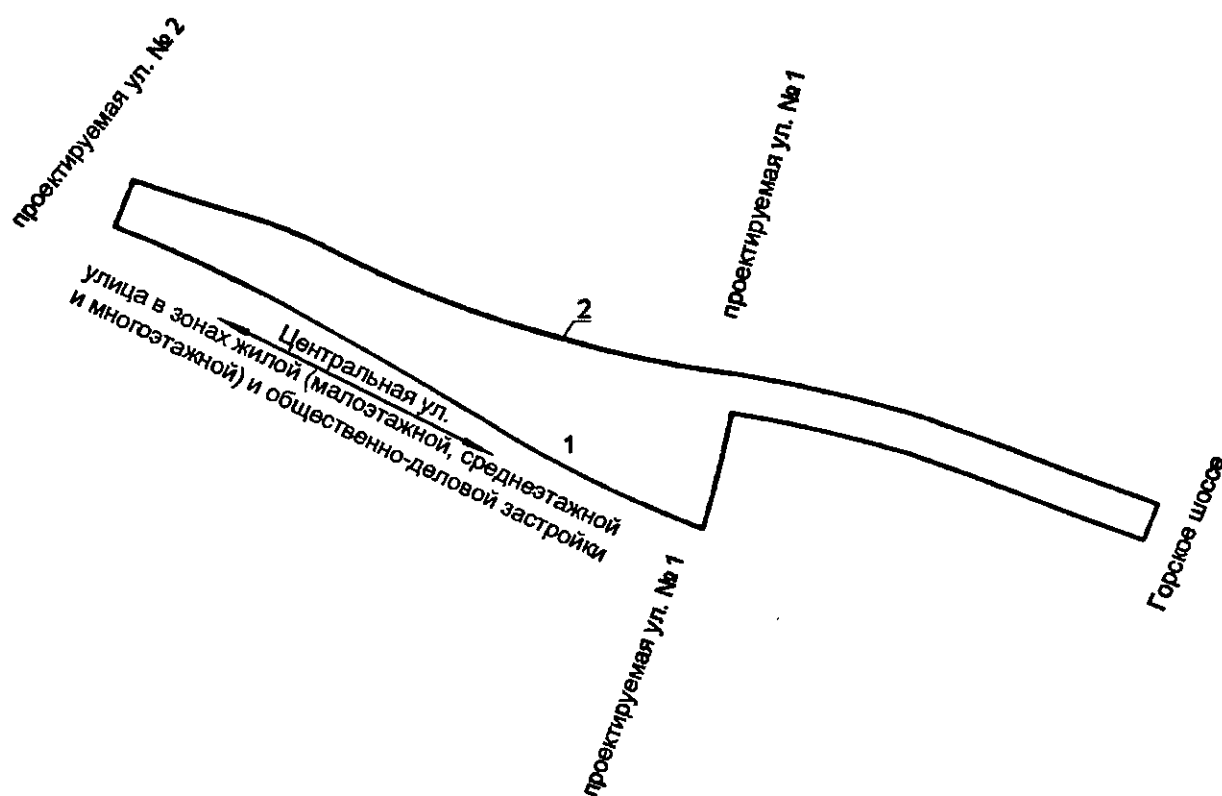 проектируемая ул. № 2
проектируемая ул. № 1
2
улица в зонах жилой (малоэтажной, среднеэтажной
и многоэтажной) и общественно-деловой застройки
Центральная ул.
1
Горское шоссе
проектируемая ул. № 1